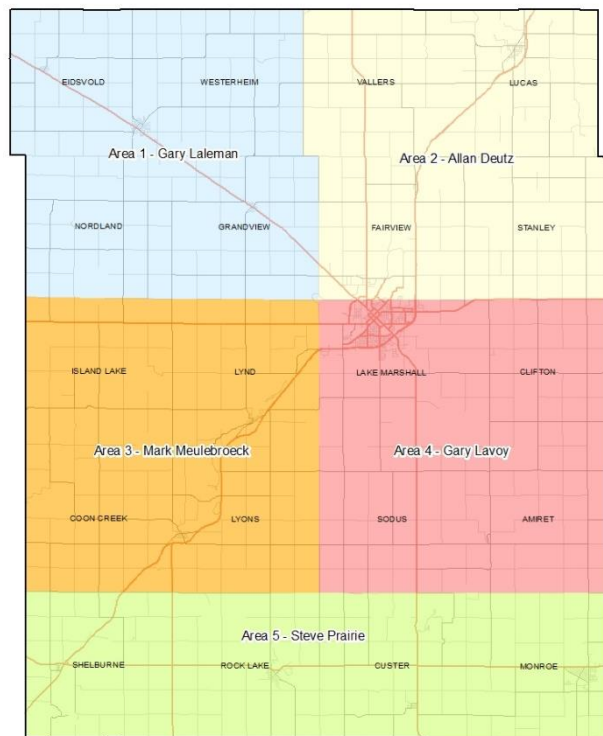 EIDSVOLD
WESTERHEIM
VALLERS
LUCAS
Area 1 - Gary Laleman
Area 2 - Allan Deutz
NORDLAND
GRANDVIEW
FAIRVIEW
STANLEY
ISLAND LAKE
LYND
LAKE MARSHALL
CLIFTON
Area 3 - Mark Meulebroeck
Area 4 - Gary Lavoy
COON CREEK
LYONS
SODUS
AMIRET
Area 5 - Steve Prairie
SHELBURNE
ROCK LAKE
CUSTER
MONROE